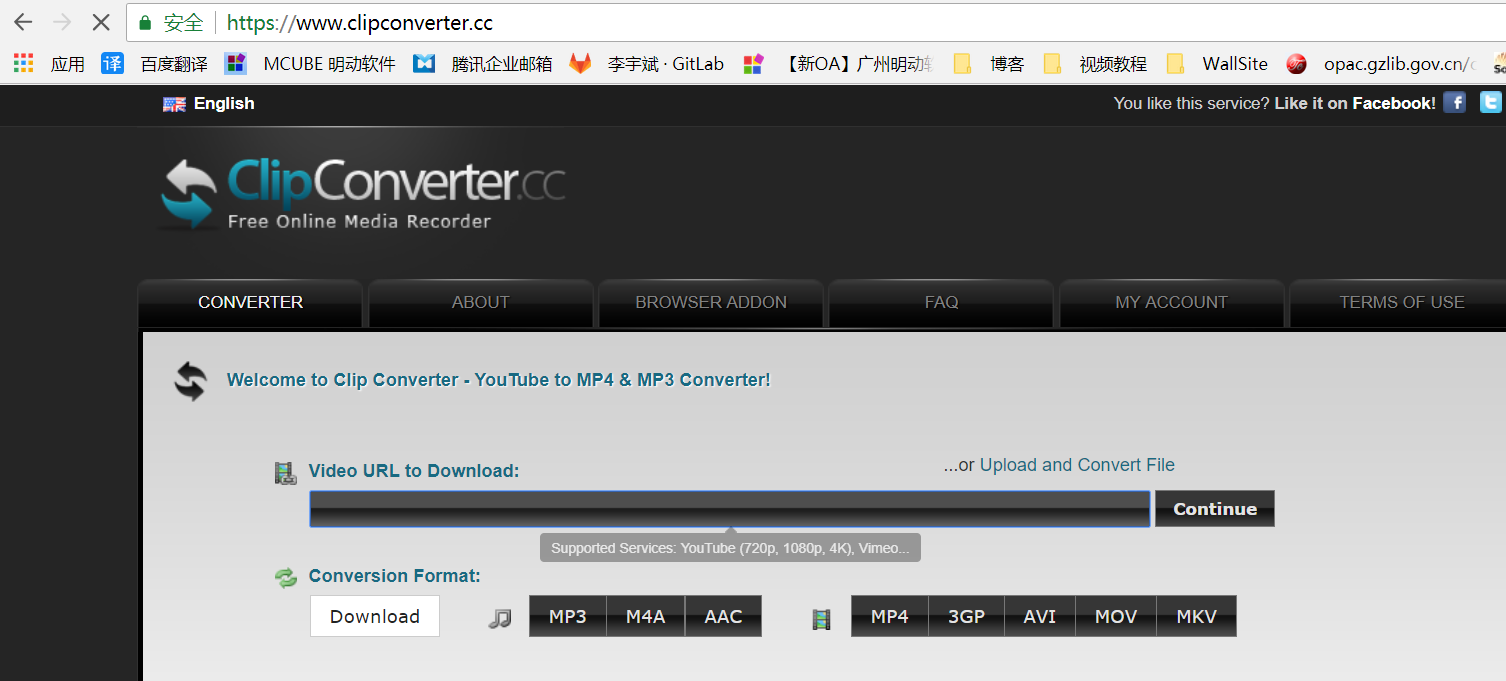 安全 https://www.clipconverter.cc
应用 译 百度翻译 MCUBE 明动软件 腾讯企业邮箱 李宇斌 · GitLab 【新OA】广州明动软 博客 视频教程 WallSite opac.gzlib.gov.cn/
English You like this service? Like it on Facebook!
ClipConverter.cc
Free Online Media Recorder
CONVERTER ABOUT BROWSER ADDON FAQ MY ACCOUNT TERMS OF USE
Welcome to Clip Converter - YouTube to MP4 & MP3 Converter!
Video URL to Download: ...or Upload and Convert File
Continue
Supported Services: YouTube (720p, 1080p, 4K), Vimeo...
Conversion Format:
Download MP3 M4A AAC MP4 3GP AVI MOV MKV